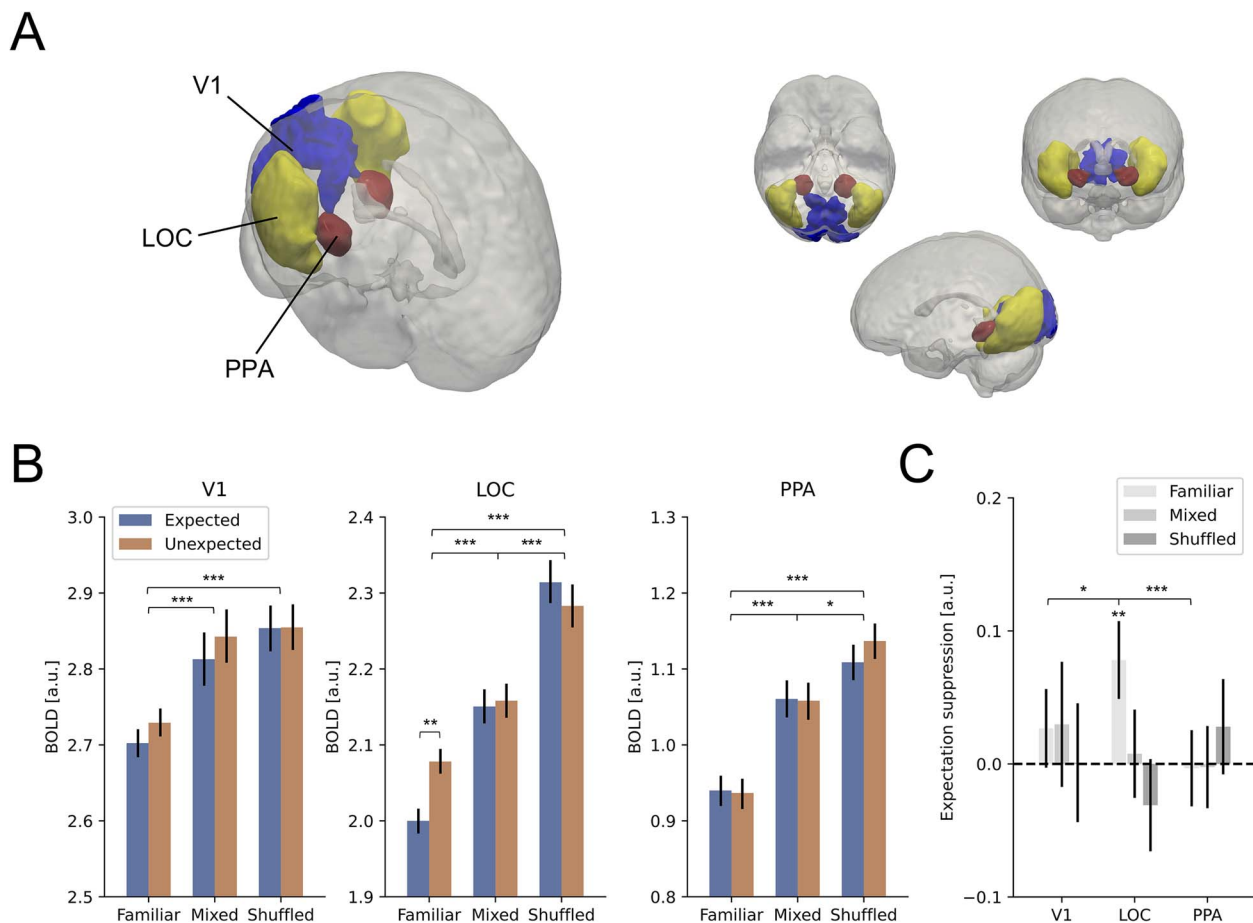 A
V1
LOC
PPA
B
V1
Expected
Unexpected
BOLD [a.u.]
3.0
2.9
2.8
2.7
2.6
2.5
***
***
Familiar Mixed Shuffled
LOC
BOLD [a.u.]
2.4
2.3
2.2
2.1
2.0
1.9
***
*** ***
**
Familiar Mixed Shuffled
PPA
BOLD [a.u.]
1.3
1.2
1.1
1.0
0.9
0.8
***
*** *
Familiar Mixed Shuffled
C
Familiar
Mixed
Shuffled
Expectation suppression [a.u.]
0.2
0.1
0.0
−0.1
* ***
**
V1 LOC PPA